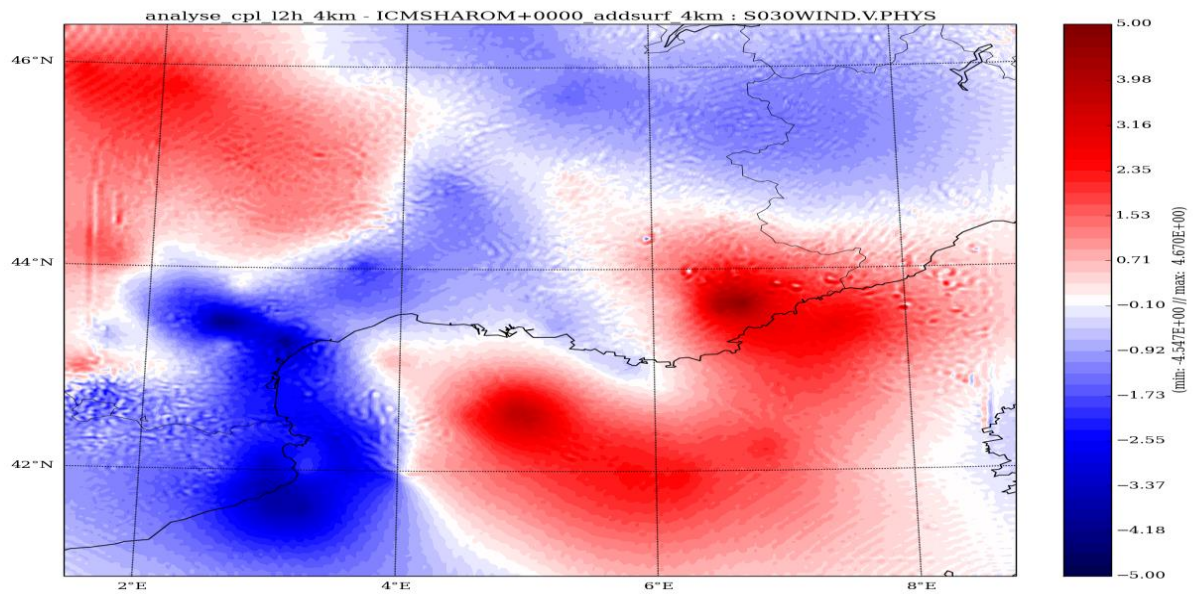 analyse_cpl_l2h_4km - ICMSHAROM+0000_addsurf_4km : S030WIND.V.PHYS
46°N
44°N
42°N
2°E
4°E
6°E
8°E
5.00
3.98
3.16
2.35
1.53
0.71
−0.10
−0.92
−1.73
−2.55
−3.37
−4.18
−5.00
(min: -4.547E+00 // max: 4.670E+00)